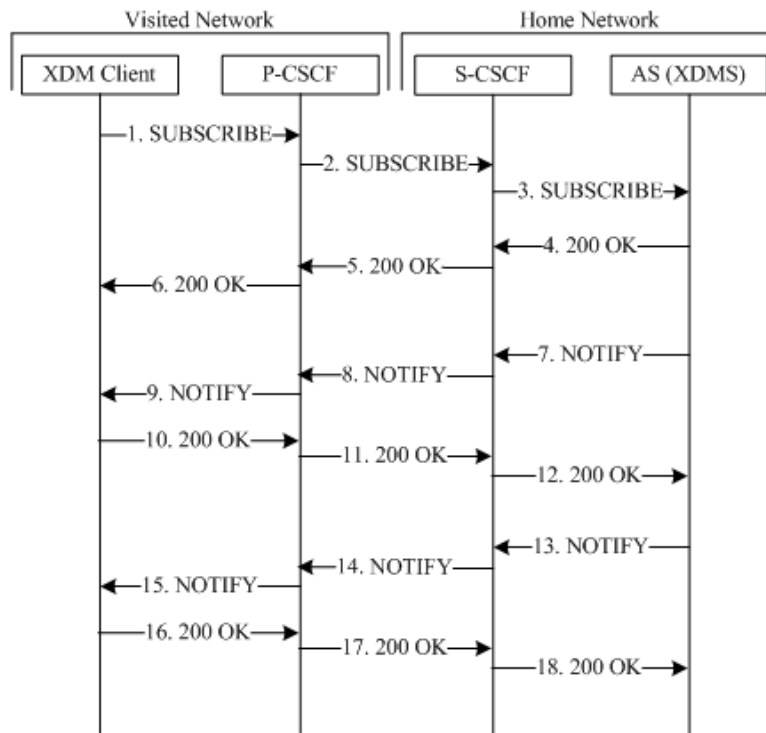 Visited Network
Home Network
XDM Client
P-CSCF
S-CSCF
AS (XDMS)
1. SUBSCRIBE
2. SUBSCRIBE
3. SUBSCRIBE
4. 200 OK
5. 200 OK
6. 200 OK
7. NOTIFY
8. NOTIFY
9. NOTIFY
10. 200 OK
11. 200 OK
12. 200 OK
13. NOTIFY
14. NOTIFY
15. NOTIFY
16. 200 OK
17. 200 OK
18. 200 OK